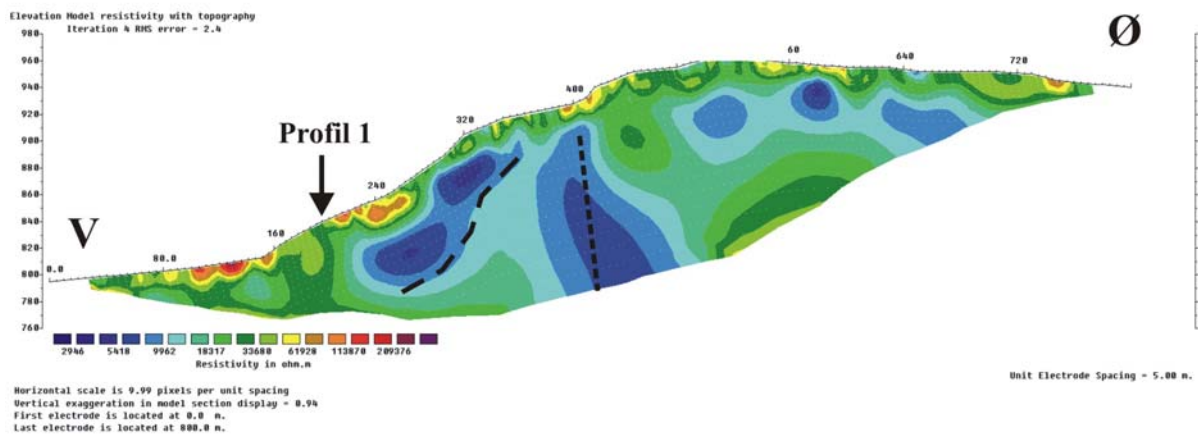 Elevation Model resistivity with topography
Iteration 4 RMS error = 2.4
Ø
V
Profil 1
980
960
940
920
900
880
860
840
820
800
780
760
0.0
80.0
160
240
320
400
60
640
720
2946 5418 9962 18317 33680 61928 113870 209376
Resistivity in ohm.m
Unit Electrode Spacing = 5.00 m.
Horizontal scale is 9.99 pixels per unit spacing
Vertical exaggeration in model section display = 0.94
First electrode is located at 0.0 m.
Last electrode is located at 800.0 m.